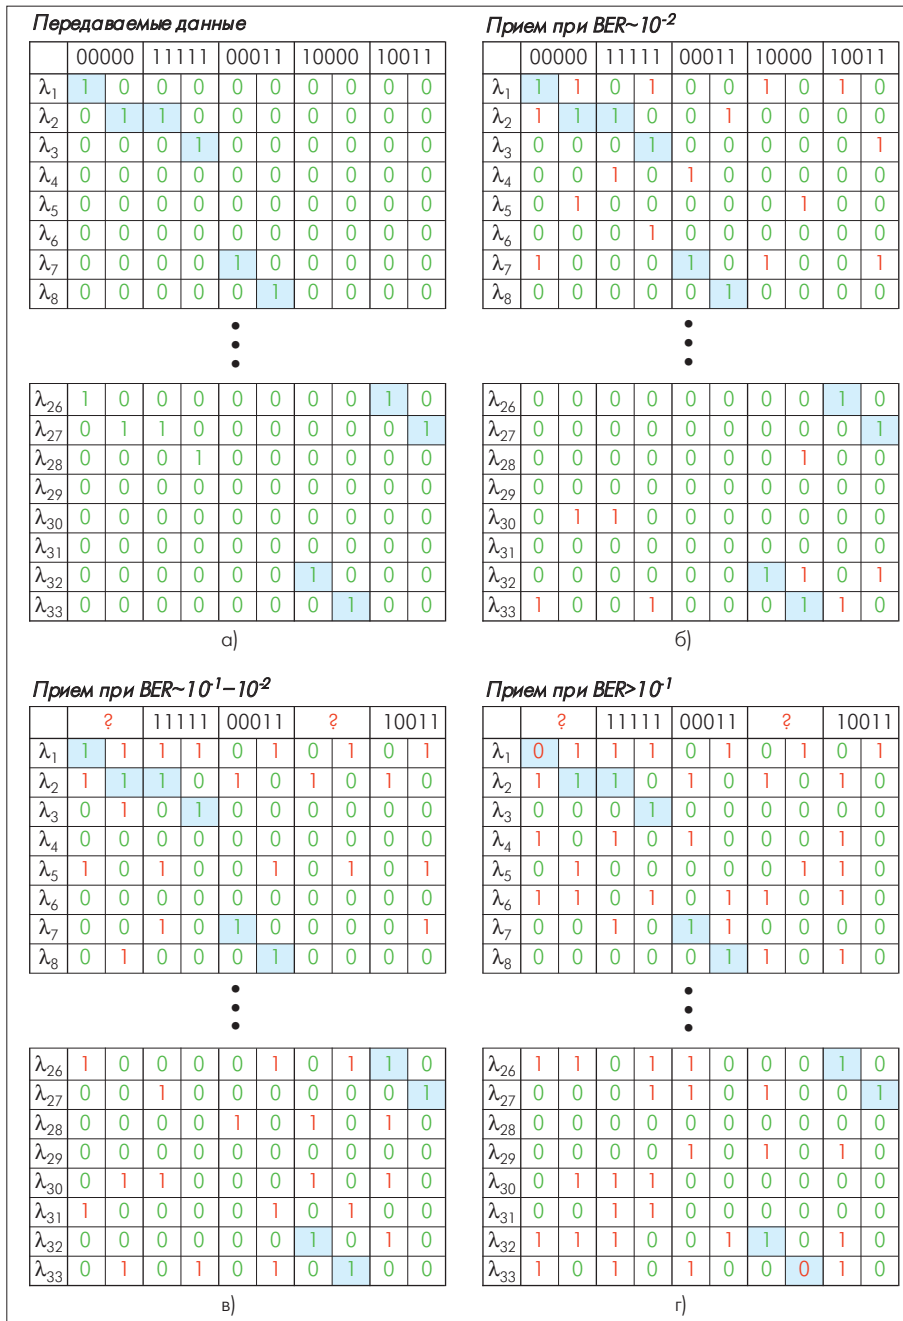 Передаваемые данные
00000 11111 00011 10000 10011
λ1 1 0 0 0 0 0 0 0 0 0
λ2 0 1 1 0 0 0 0 0 0 0
λ3 0 0 0 1 0 0 0 0 0 0
λ4 0 0 0 0 0 0 0 0 0 0
λ5 0 0 0 0 0 0 0 0 0 0
λ6 0 0 0 0 0 0 0 0 0 0
λ7 0 0 0 0 1 0 0 0 0 0
λ8 0 0 0 0 0 1 0 0 0 0
λ26 1 0 0 0 0 0 0 0 1 0
λ27 0 1 1 0 0 0 0 0 0 1
λ28 0 0 0 1 0 0 0 0 0 0
λ29 0 0 0 0 0 0 0 0 0 0
λ30 0 0 0 0 0 0 0 0 0 0
λ31 0 0 0 0 0 0 0 0 0 0
λ32 0 0 0 0 0 0 1 0 0 0
λ33 0 0 0 0 0 0 0 1 0 0
а)
Прием при BER~10-2
00000 11111 00011 10000 10011
λ1 1 1 0 1 0 0 1 0 1 0
λ2 1 1 1 0 0 1 0 0 0 0
λ3 0 0 0 1 0 0 0 0 0 1
λ4 0 0 1 0 1 0 0 0 0 0
λ5 0 1 0 0 0 0 0 1 0 0
λ6 0 0 0 1 0 0 0 0 0 0
λ7 1 0 0 0 1 0 1 0 0 1
λ8 0 0 0 0 0 1 0 0 0 0
λ26 0 0 0 0 0 0 0 0 1 0
λ27 0 0 0 0 0 0 0 0 0 1
λ28 0 0 0 0 0 0 0 1 0 0
λ29 0 0 0 0 0 0 0 0 0 0
λ30 0 1 1 0 0 0 0 0 0 0
λ31 0 0 0 0 0 0 0 0 0 0
λ32 0 0 0 0 0 0 1 1 0 1
λ33 1 0 0 1 0 0 0 1 1 0
б)
Прием при BER~10-1–10-2
? 11111 00011 ? 10011
λ1 1 1 1 1 0 1 0 1 0 1
λ2 1 1 1 0 1 0 1 0 1 0
λ3 0 1 0 1 0 0 0 0 0 0
λ4 0 0 0 0 0 0 0 0 0 0
λ5 1 0 1 0 0 1 0 1 0 1
λ6 0 0 0 0 0 0 0 0 0 0
λ7 0 0 1 0 1 0 0 0 0 1
λ8 0 1 0 0 0 1 0 0 0 0
λ26 1 0 0 0 0 1 0 1 1 0
λ27 0 0 1 0 0 0 0 0 0 1
λ28 0 0 0 0 1 0 1 0 1 0
λ29 0 0 0 0 0 0 0 0 0 0
λ30 0 1 1 0 0 0 1 0 1 0
λ31 1 0 0 0 0 1 0 1 0 0
λ32 0 0 0 0 0 0 1 0 1 0
λ33 0 1 0 1 0 1 0 1 0 0
в)
Прием при BER>10-1
? 11111 00011 ? 10011
λ1 0 1 1 1 0 1 0 1 0 1
λ2 1 1 1 0 1 0 1 0 1 0
λ3 0 0 0 1 0 0 0 0 0 0
λ4 1 0 1 0 1 0 0 0 1 0
λ5 0 1 0 0 0 0 0 1 1 0
λ6 1 1 0 1 0 1 1 0 1 0
λ7 0 0 1 0 1 1 0 0 0 0
λ8 0 0 0 0 0 1 1 0 1 0
λ26 1 1 0 1 1 0 0 0 1 0
λ27 0 0 0 1 1 0 1 0 0 1
λ28 0 0 0 0 0 0 0 0 0 0
λ29 0 0 0 0 1 0 1 0 1 0
λ30 0 1 1 1 0 0 0 0 0 0
λ31 0 0 1 1 0 0 0 0 0 0
λ32 1 1 1 0 0 1 1 0 1 0
λ33 1 0 1 0 1 0 0 0 1 0
г)